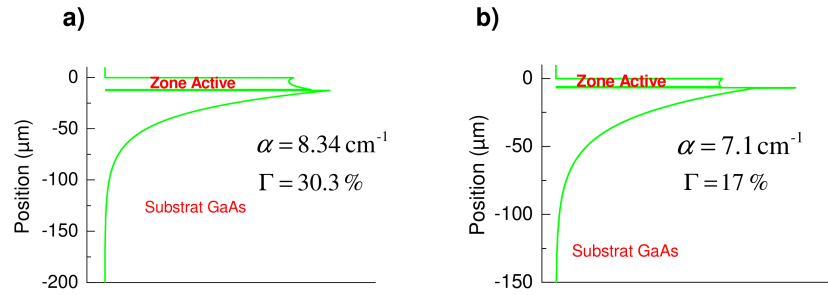 a)
Position (µm)
0
-50
-100
-150
-200
Zone Active
α = 8.34 cm⁻¹
Γ = 30.3 %
Substrat GaAs
b)
Position (µm)
0
-50
-100
-150
Zone Active
α = 7.1 cm⁻¹
Γ = 17 %
Substrat GaAs